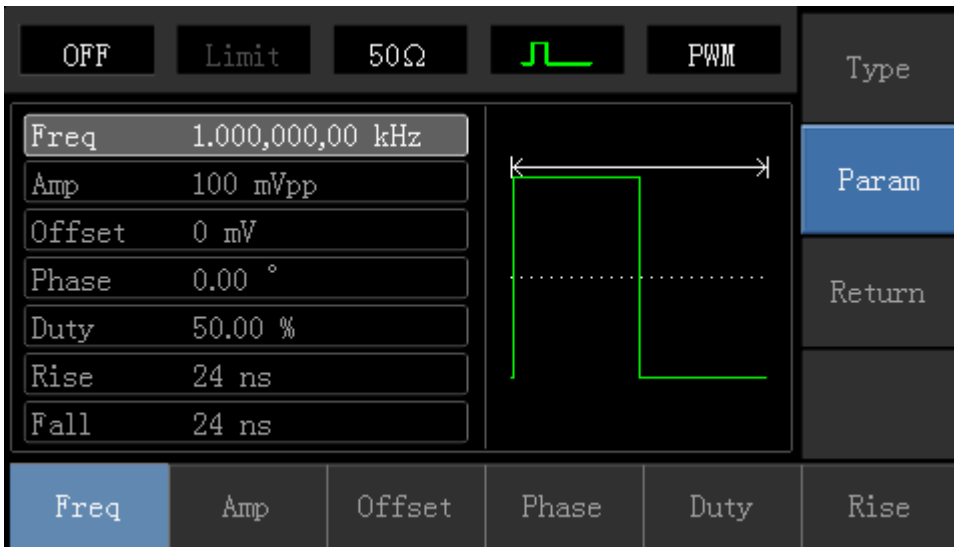 OFF Limit 50Ω PWM
Type
Freq 1.000,000,00 kHz
Amp 100 mVpp
Param
Offset 0 mV
Phase 0.00 °
Return
Duty 50.00 %
Rise 24 ns
Fall 24 ns
Freq Amp Offset Phase Duty Rise